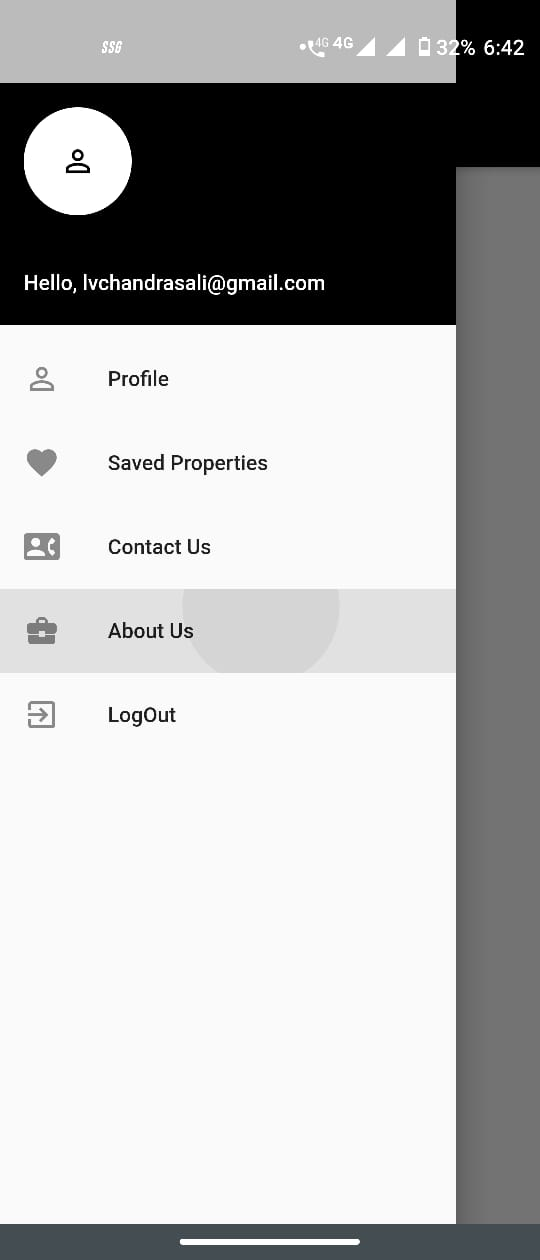 SSG 4G 4G 32% 6:42
Hello, lvchandrasali@gmail.com
Profile
Saved Properties
Contact Us
About Us
LogOut